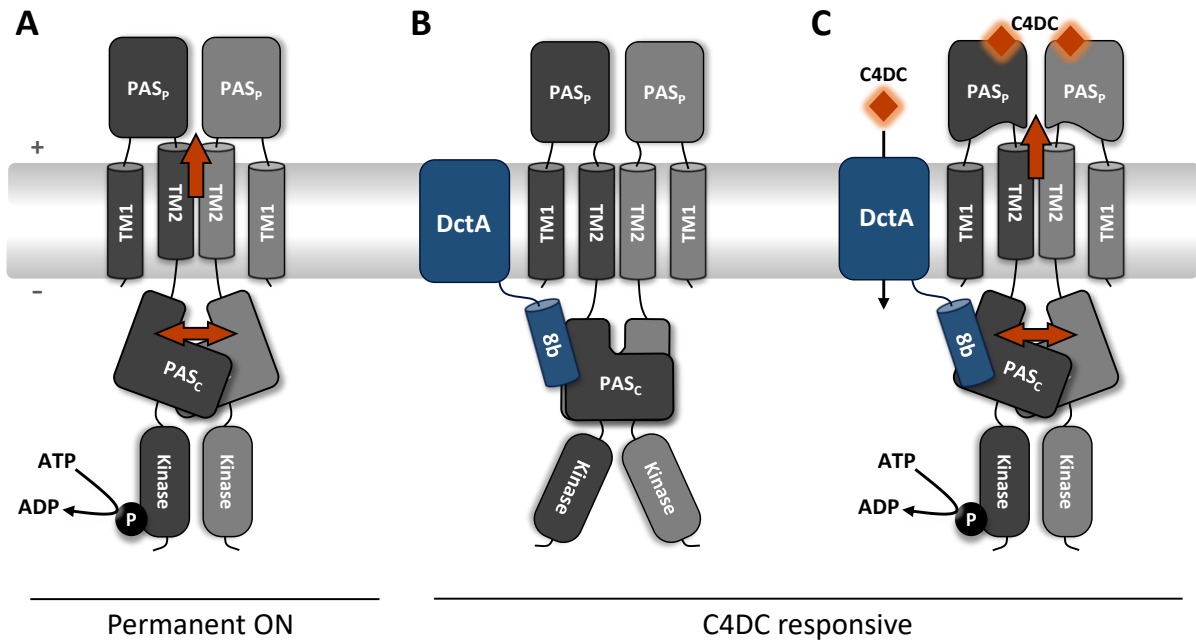 A
B
C
C4DC
C4DC
PASP
PASP
PASP
PASP
PASP
PASP
+
−
TM1
TM2
TM2
TM1
DctA
TM1
TM2
TM2
TM1
DctA
TM1
TM2
TM2
TM1
8b
PASC
8b
PASC
PASC
ATP
ADP
P
Kinase
Kinase
Kinase
Kinase
ATP
ADP
P
Kinase
Kinase
Permanent ON
C4DC responsive